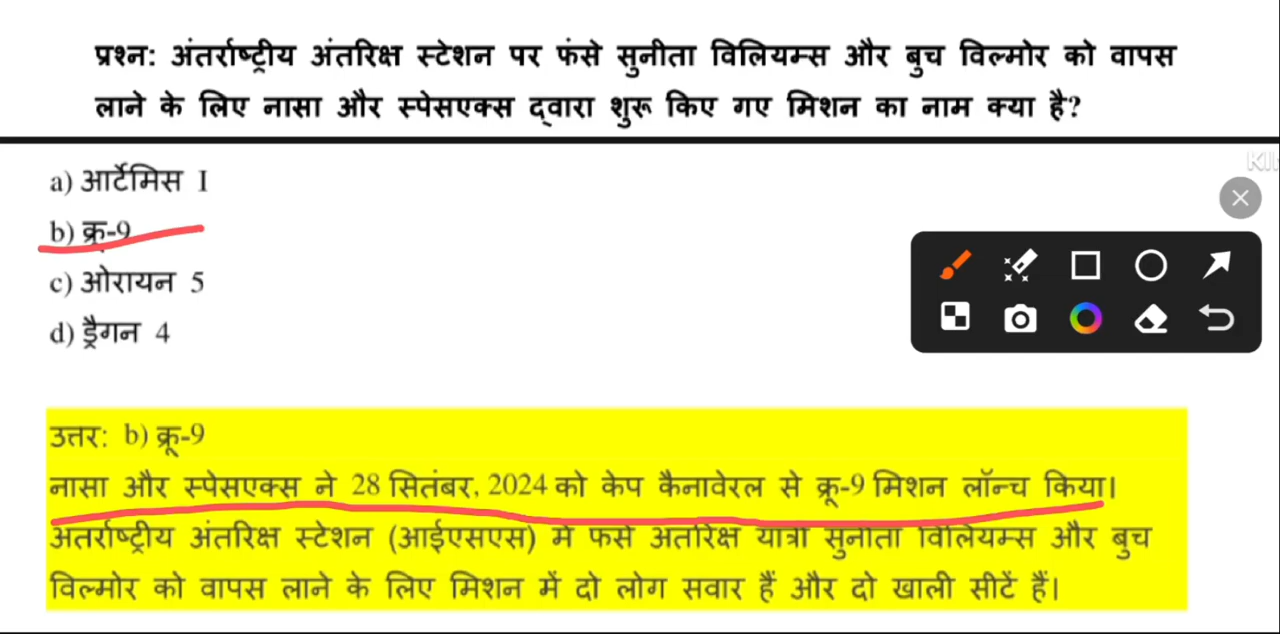 प्रश्न: अंतर्राष्ट्रीय अंतरिक्ष स्टेशन पर फंसे सुनीता विलियम्स और बुच विल्मोर को वापस
लाने के लिए नासा और स्पेसएक्स द्वारा शुरू किए गए मिशन का नाम क्या है?
a) आर्टेमिस I
b) क्रू-9
c) ओरायन 5
d) ड्रैगन 4
उत्तर: b) क्रू-9
नासा और स्पेसएक्स ने 28 सितंबर, 2024 को केप कैनावेरल से क्रू-9 मिशन लॉन्च किया।
अंतर्राष्ट्रीय अंतरिक्ष स्टेशन (आईएसएस) में फंसे अंतरिक्ष यात्री सुनीता विलियम्स और बुच
विल्मोर को वापस लाने के लिए मिशन में दो लोग सवार हैं और दो खाली सीटें हैं।